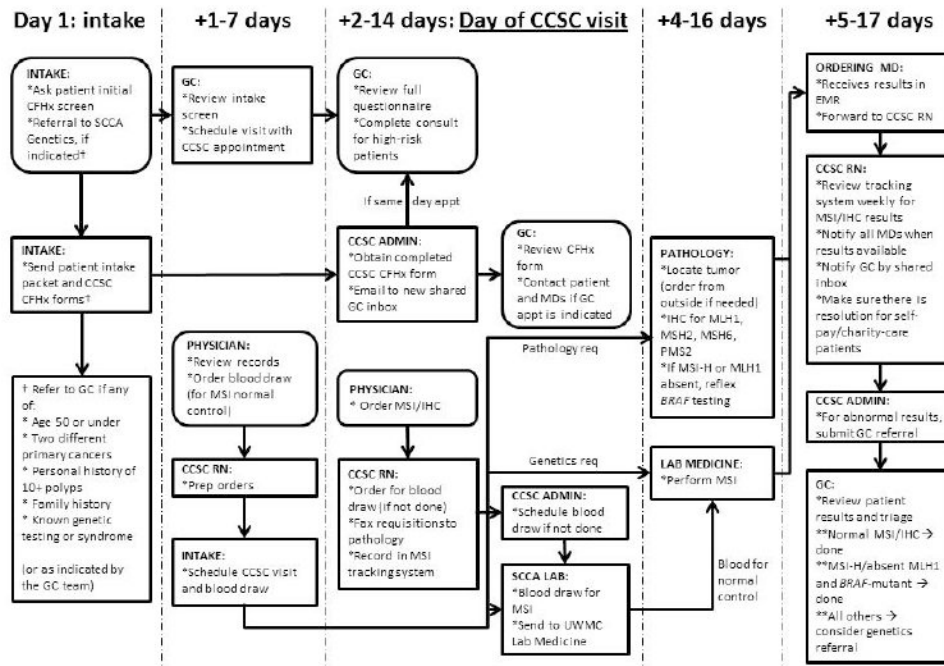 Day 1: intake
+1-7 days
+2-14 days: Day of CCSC visit
+4-16 days
+5-17 days
INTAKE:
*Ask patient initial
CFHx screen
*Referral to SCCA
Genetics, if
indicated†
INTAKE:
*Send patient intake
packet and CCSC
CFHx forms†
† Refer to GC if any
of:
* Age 50 or under
* Two different
primary cancers
* Personal history of
10+ polyps
* Family history
* Known genetic
testing or syndrome
(or as indicated by
the GC team)
GC:
*Review intake
screen
*Schedule visit with
CCSC appointment
PHYSICIAN:
*Review records
*Order blood draw
(for MSI normal
control)
CCSC RN:
*Prep orders
INTAKE:
*Schedule CCSC visit
and blood draw
GC:
*Review full
questionnaire
*Complete consult
for high-risk
patients
If same day appt
CCSC ADMIN:
*Obtain completed
CCSC CFHx form
*Email to new shared
GC inbox
GC:
*Review CFHx
form
*Contact patient
and MDs if GC
appt is indicated
PHYSICIAN:
* Order MSI/IHC
CCSC RN:
*Order for blood
draw (if not done)
*Fax requisitions to
pathology
*Record in MSI
tracking system
CCSC ADMIN:
*Schedule blood
draw if not done
SCCA LAB:
*Blood draw for
MSI
*Send to UWMC
Lab Medicine
Pathology req
Genetics req
PATHOLOGY:
*Locate tumor
(order from
outside if needed)
*IHC for MLH1,
MSH2, MSH6,
PMS2
*If MSI-H or MLH1
absent, reflex
BRAF testing
LAB MEDICINE:
*Perform MSI
Blood for
normal
control
ORDERING MD:
*Receives results in
EMR
*Forward to CCSC RN
CCSC RN:
*Review tracking
system weekly for
MSI/IHC results
*Notify all MDs when
results available
*Notify GC by shared
inbox
*Make sure there is
resolution for self-
pay/charity-care
patients
CCSC ADMIN:
*For abnormal results,
submit GC referral
GC:
*Review patient
results and triage
**Normal MSI/IHC →
done
**MSI-H/absent MLH1
and BRAF-mutant →
done
**All others →
consider genetics
referral